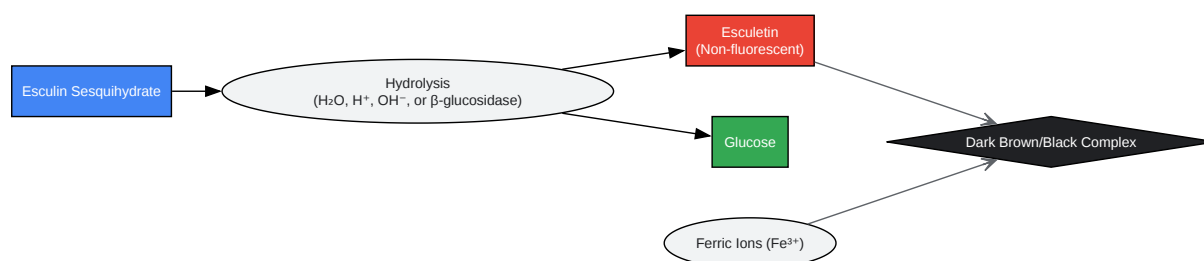 Esculin Sesquihydrate
Hydrolysis
(H₂O, H⁺, OH⁻, or β-glucosidase)
Esculetin
(Non-fluorescent)
Glucose
Dark Brown/Black Complex
Ferric Ions (Fe³⁺)